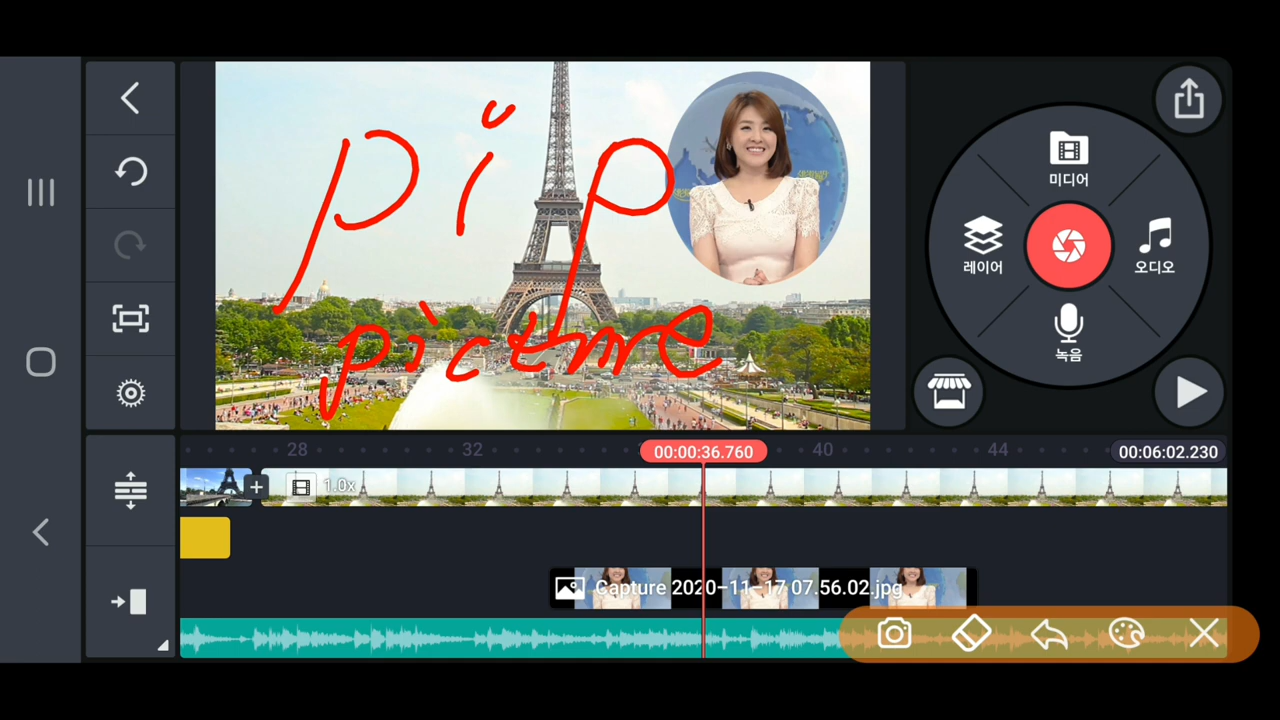 pip
picture
미디어
레이어
오디오
녹음
28 32 40 44
00:00:36.760
00:06:02.230
1.0x
Capture 2020-11-17 07.56.02.jpg